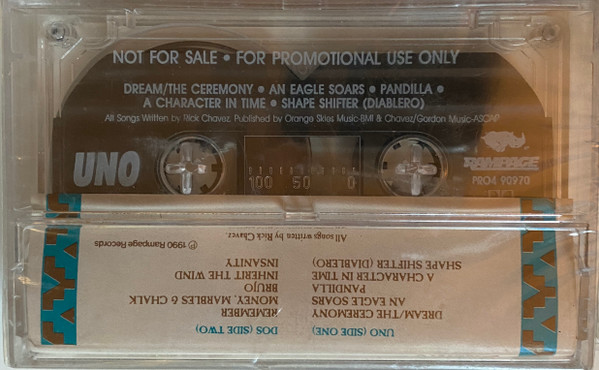 NOT FOR SALE • FOR PROMOTIONAL USE ONLY
DREAM/THE CEREMONY • AN EAGLE SOARS • PANDILLA •
A CHARACTER IN TIME • SHAPE SHIFTER (DIABLERO)
All Songs Written by Rick Chavez, Published by Orange Skies Music-BMI & Chavez/Gordon Music-ASCAP
UNO
100 50 0
RAMPAGE
PRO4 90970
UNO (SIDE ONE)
DREAM/THE CEREMONY
AN EAGLE SOARS
PANDILLA
A CHARACTER IN TIME
SHAPE SHIFTER (DIABLERO)
DOS (SIDE TWO)
REMEMBER
MONEY, MARBLES & CHALK
BRUJO
INHERIT THE WIND
INSANITY
All songs written by Rick Chavez.
℗ 1990 Rampage Records